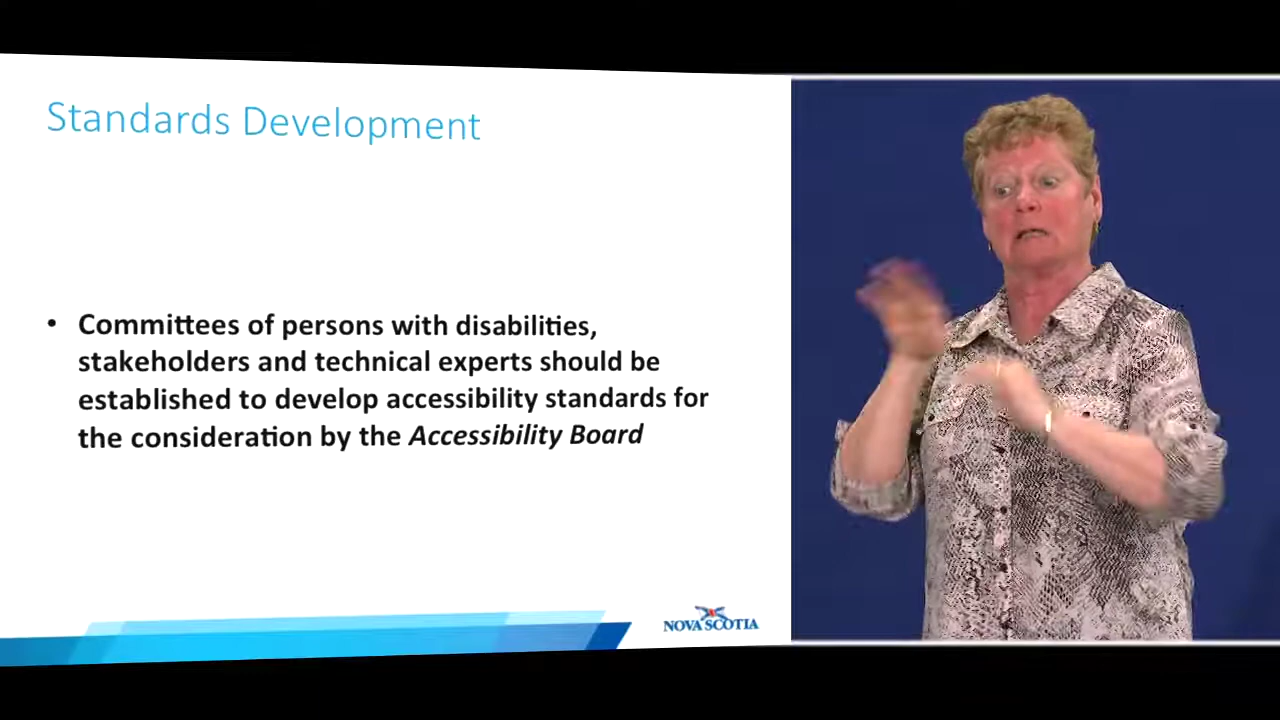 Standards Development
• Committees of persons with disabilities,
stakeholders and technical experts should be
established to develop accessibility standards for
the consideration by the Accessibility Board
NOVA SCOTIA